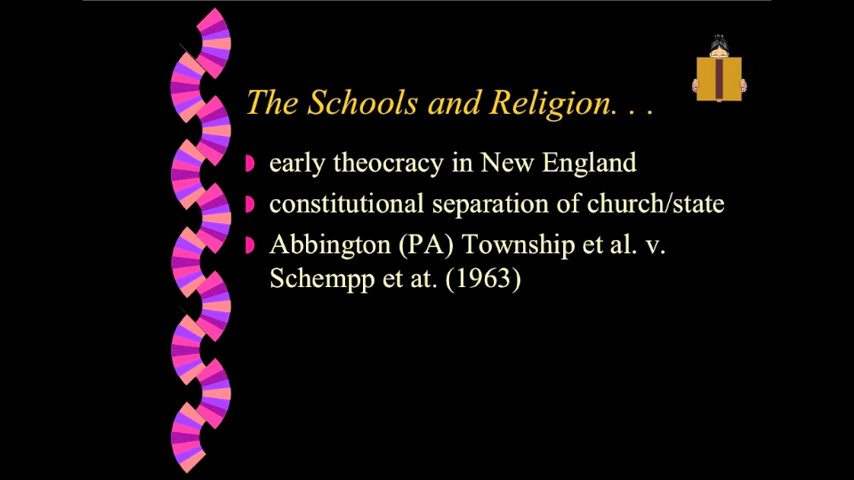 The Schools and Religion. . .
early theocracy in New England
constitutional separation of church/state
Abbington (PA) Township et al. v.
Schempp et at. (1963)